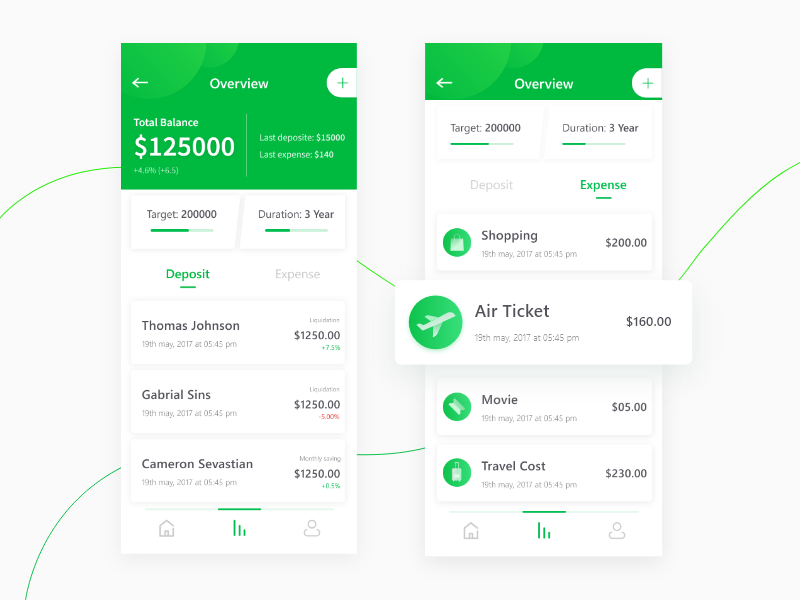 Overview
Total Balance
$125000
+4.6% (+6.5)
Last deposite: $15000
Last expense: $140
Target: 200000
Duration: 3 Year
Deposit
Expense
Thomas Johnson
19th may, 2017 at 05:45 pm
Liquidation
$1250.00
+7.5%
Gabrial Sins
19th may, 2017 at 05:45 pm
Liquidation
$1250.00
-5.00%
Cameron Sevastian
19th may, 2017 at 05:45 pm
Monthly saving
$1250.00
+0.5%
Overview
Target: 200000
Duration: 3 Year
Deposit
Expense
Shopping
19th may, 2017 at 05:45 pm
$200.00
Air Ticket
19th may, 2017 at 05:45 pm
$160.00
Movie
19th may, 2017 at 05:45 pm
$05.00
Travel Cost
19th may, 2017 at 05:45 pm
$230.00